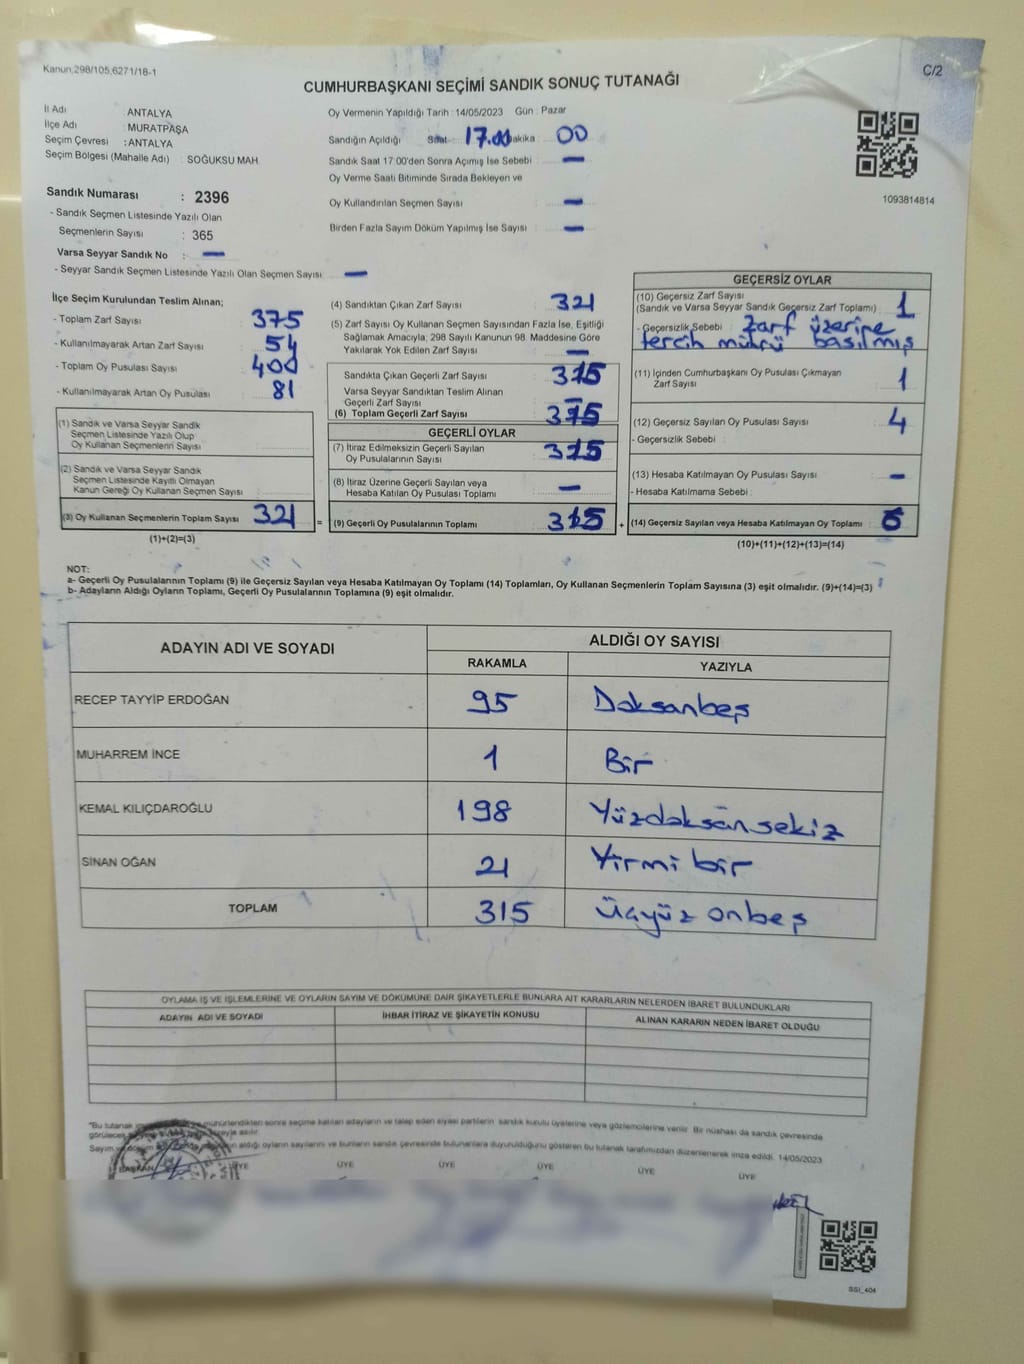 Kanun,298/105,6271/18-1
C/2
CUMHURBAŞKANI SEÇİMİ SANDIK SONUÇ TUTANAĞI
İl Adı ANTALYA
İlçe Adı : MURATPAŞA
Seçim Çevresi : ANTALYA
Seçim Bölgesi (Mahalle Adı) SOĞUKSU MAH.
Sandık Numarası : 2396
- Sandık Seçmen Listesinde Yazılı Olan
Seçmenlerin Sayısı : 365
Varsa Seyyar Sandık No : —
- Seyyar Sandık Seçmen Listesinde Yazılı Olan Seçmen Sayısı : —
Oy Vermenin Yapıldığı Tarih : 14/05/2023 Gün : Pazar
Sandığın Açıldığı Saat 17.00 Dakika : 00
Sandık Saat 17:00'den Sonra Açımış İse Sebebi : —
Oy Verme Saati Bitiminde Sırada Bekleyen ve
Oy Kullandırılan Seçmen Sayısı : —
Birden Fazla Sayım Döküm Yapılmış İse Sayısı : —
1093814814
İlçe Seçim Kurulundan Teslim Alınan;
- Toplam Zarf Sayısı : 375
- Kullanılmayarak Artan Zarf Sayısı : 54
- Toplam Oy Pusulası Sayısı : 400
- Kullanılmayarak Artan Oy Pusulası : 81
(1) Sandık ve Varsa Seyyar Sandık
Seçmen Listesinde Yazılı Olup
Oy Kullanan Seçmenlerin Sayısı
(2) Sandık ve Varsa Seyyar Sandık
Seçmen Listesinde Kayıtlı Olmayan
Kanun Gereği Oy Kullanan Seçmen Sayısı
(3) Oy Kullanan Seçmenlerin Toplam Sayısı 321
(1)+(2)=(3)
(4) Sandıktan Çıkan Zarf Sayısı : 321
(5) Zarf Sayısı Oy Kullanan Seçmen Sayısından Fazla İse, Eşitliği
Sağlamak Amacıyla; 298 Sayılı Kanunun 98. Maddesine Göre
Yakılarak Yok Edilen Zarf Sayısı : —
Sandıkta Çıkan Geçerli Zarf Sayısı : 315
Varsa Seyyar Sandıktan Teslim Alınan
Geçerli Zarf Sayısı : —
(6) Toplam Geçerli Zarf Sayısı : 315
GEÇERLİ OYLAR
(7) İtiraz Edilmeksizin Geçerli Sayılan
Oy Pusulalarının Sayısı : 315
(8) İtiraz Üzerine Geçerli Sayılan veya
Hesaba Katılan Oy Pusulası Toplamı : —
= (9) Geçerli Oy Pusulalarının Toplamı : 315 +
GEÇERSİZ OYLAR
(10) Geçersiz Zarf Sayısı
(Sandık ve Varsa Seyyar Sandık Geçersiz Zarf Toplamı) : 1
- Geçersizlik Sebebi : Zarf üzerine
tercih mührü basılmış
(11) İçinden Cumhurbaşkanı Oy Pusulası Çıkmayan
Zarf Sayısı : 1
(12) Geçersiz Sayılan Oy Pusulası Sayısı : 4
- Geçersizlik Sebebi :
(13) Hesaba Katılmayan Oy Pusulası Sayısı : —
- Hesaba Katılmama Sebebi :
(14) Geçersiz Sayılan veya Hesaba Katılmayan Oy Toplamı : 6
(10)+(11)+(12)+(13)=(14)
NOT:
a- Geçerli Oy Pusulalarının Toplamı (9) ile Geçersiz Sayılan veya Hesaba Katılmayan Oy Toplamı (14) Toplamları, Oy Kullanan Seçmenlerin Toplam Sayısına (3) eşit olmalıdır. (9)+(14)=(3)
b- Adayların Aldığı Oyların Toplamı, Geçerli Oy Pusulalarının Toplamına (9) eşit olmalıdır.
ADAYIN ADI VE SOYADI ALDIĞI OY SAYISI
RAKAMLA YAZIYLA
RECEP TAYYİP ERDOĞAN 95 Doksanbeş
MUHARREM İNCE 1 Bir
KEMAL KILIÇDAROĞLU 198 Yüzdoksansekiz
SİNAN OĞAN 21 Yirmi bir
TOPLAM 315 Üçyüz onbeş
OYLAMA İŞ VE İŞLEMLERİNE VE OYLARIN SAYIM VE DÖKÜMÜNE DAİR ŞİKAYETLERLE BUNLARA AİT KARARLARIN NELERDEN İBARET BULUNDUKLARI
ADAYIN ADI VE SOYADI İHBAR İTİRAZ VE ŞİKAYETİN KONUSU ALINAN KARARIN NEDEN İBARET OLDUĞU
"Bu tutanak mühürlendikten sonra seçime katılan adayların ve talep eden siyasi partilerin sandık kurulu üyelerine veya gözlemcilerine verilir. Bir nüshası da sandık çevresinde
görülecek asılır.
Sayım ve aldığı oyların sayılarını ve bunların sandık çevresinde bulunanlara duyurulduğunu gösteren bu tutanak tarafımızdan düzenlenerek imza edildi. 14/05/2023
BAŞKAN ÜYE ÜYE ÜYE ÜYE ÜYE ÜYE
SSI_404